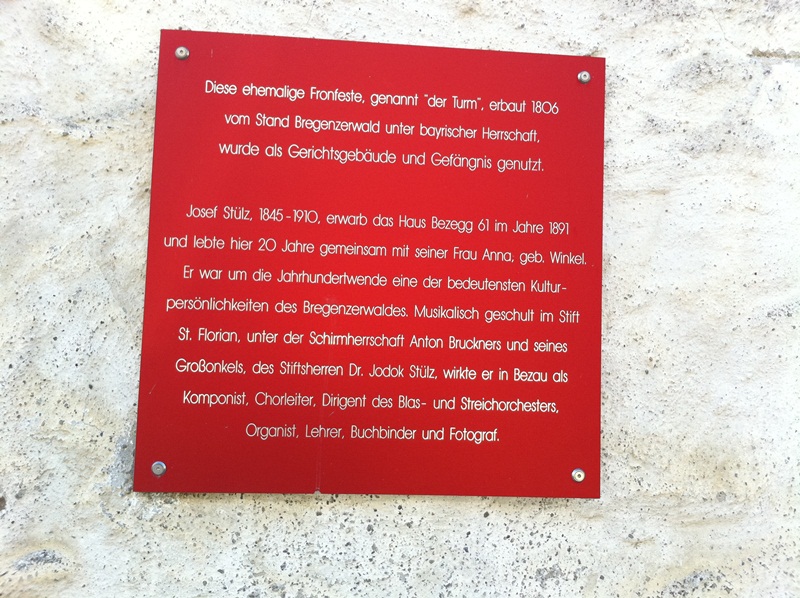 Diese ehemalige Fronfeste, genannt "der Turm", erbaut 1806
vom Stand Bregenzerwald unter bayrischer Herrschaft,
wurde als Gerichtsgebäude und Gefängnis genutzt.
Josef Stülz, 1845-1910, erwarb das Haus Bezegg 61 im Jahre 1891
und lebte hier 20 Jahre gemeinsam mit seiner Frau Anna, geb. Winkel.
Er war um die Jahrhundertwende eine der bedeutensten Kultur-
persönlichkeiten des Bregenzerwaldes. Musikalisch geschult im Stift
St. Florian, unter der Schirmherrschaft Anton Bruckners und seines
Großonkels, des Stiftsherren Dr. Jodok Stülz, wirkte er in Bezau als
Komponist, Chorleiter, Dirigent des Blas- und Streichorchesters,
Organist, Lehrer, Buchbinder und Fotograf.